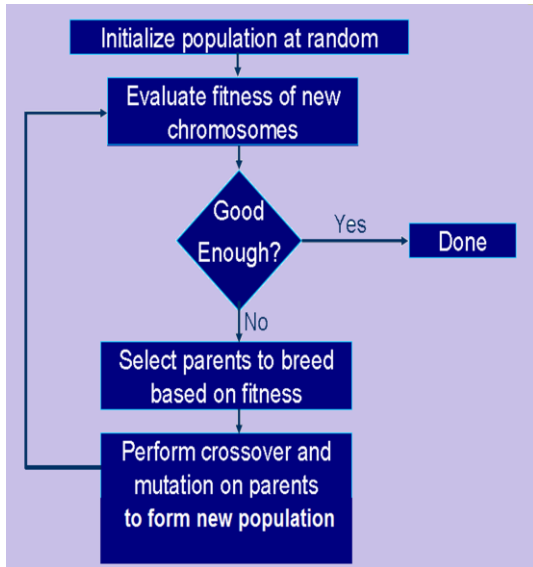 Initialize population at random
Evaluate fitness of new
chromosomes
Good
Enough?
Yes
Done
No
Select parents to breed
based on fitness
Perform crossover and
mutation on parents
to form new population